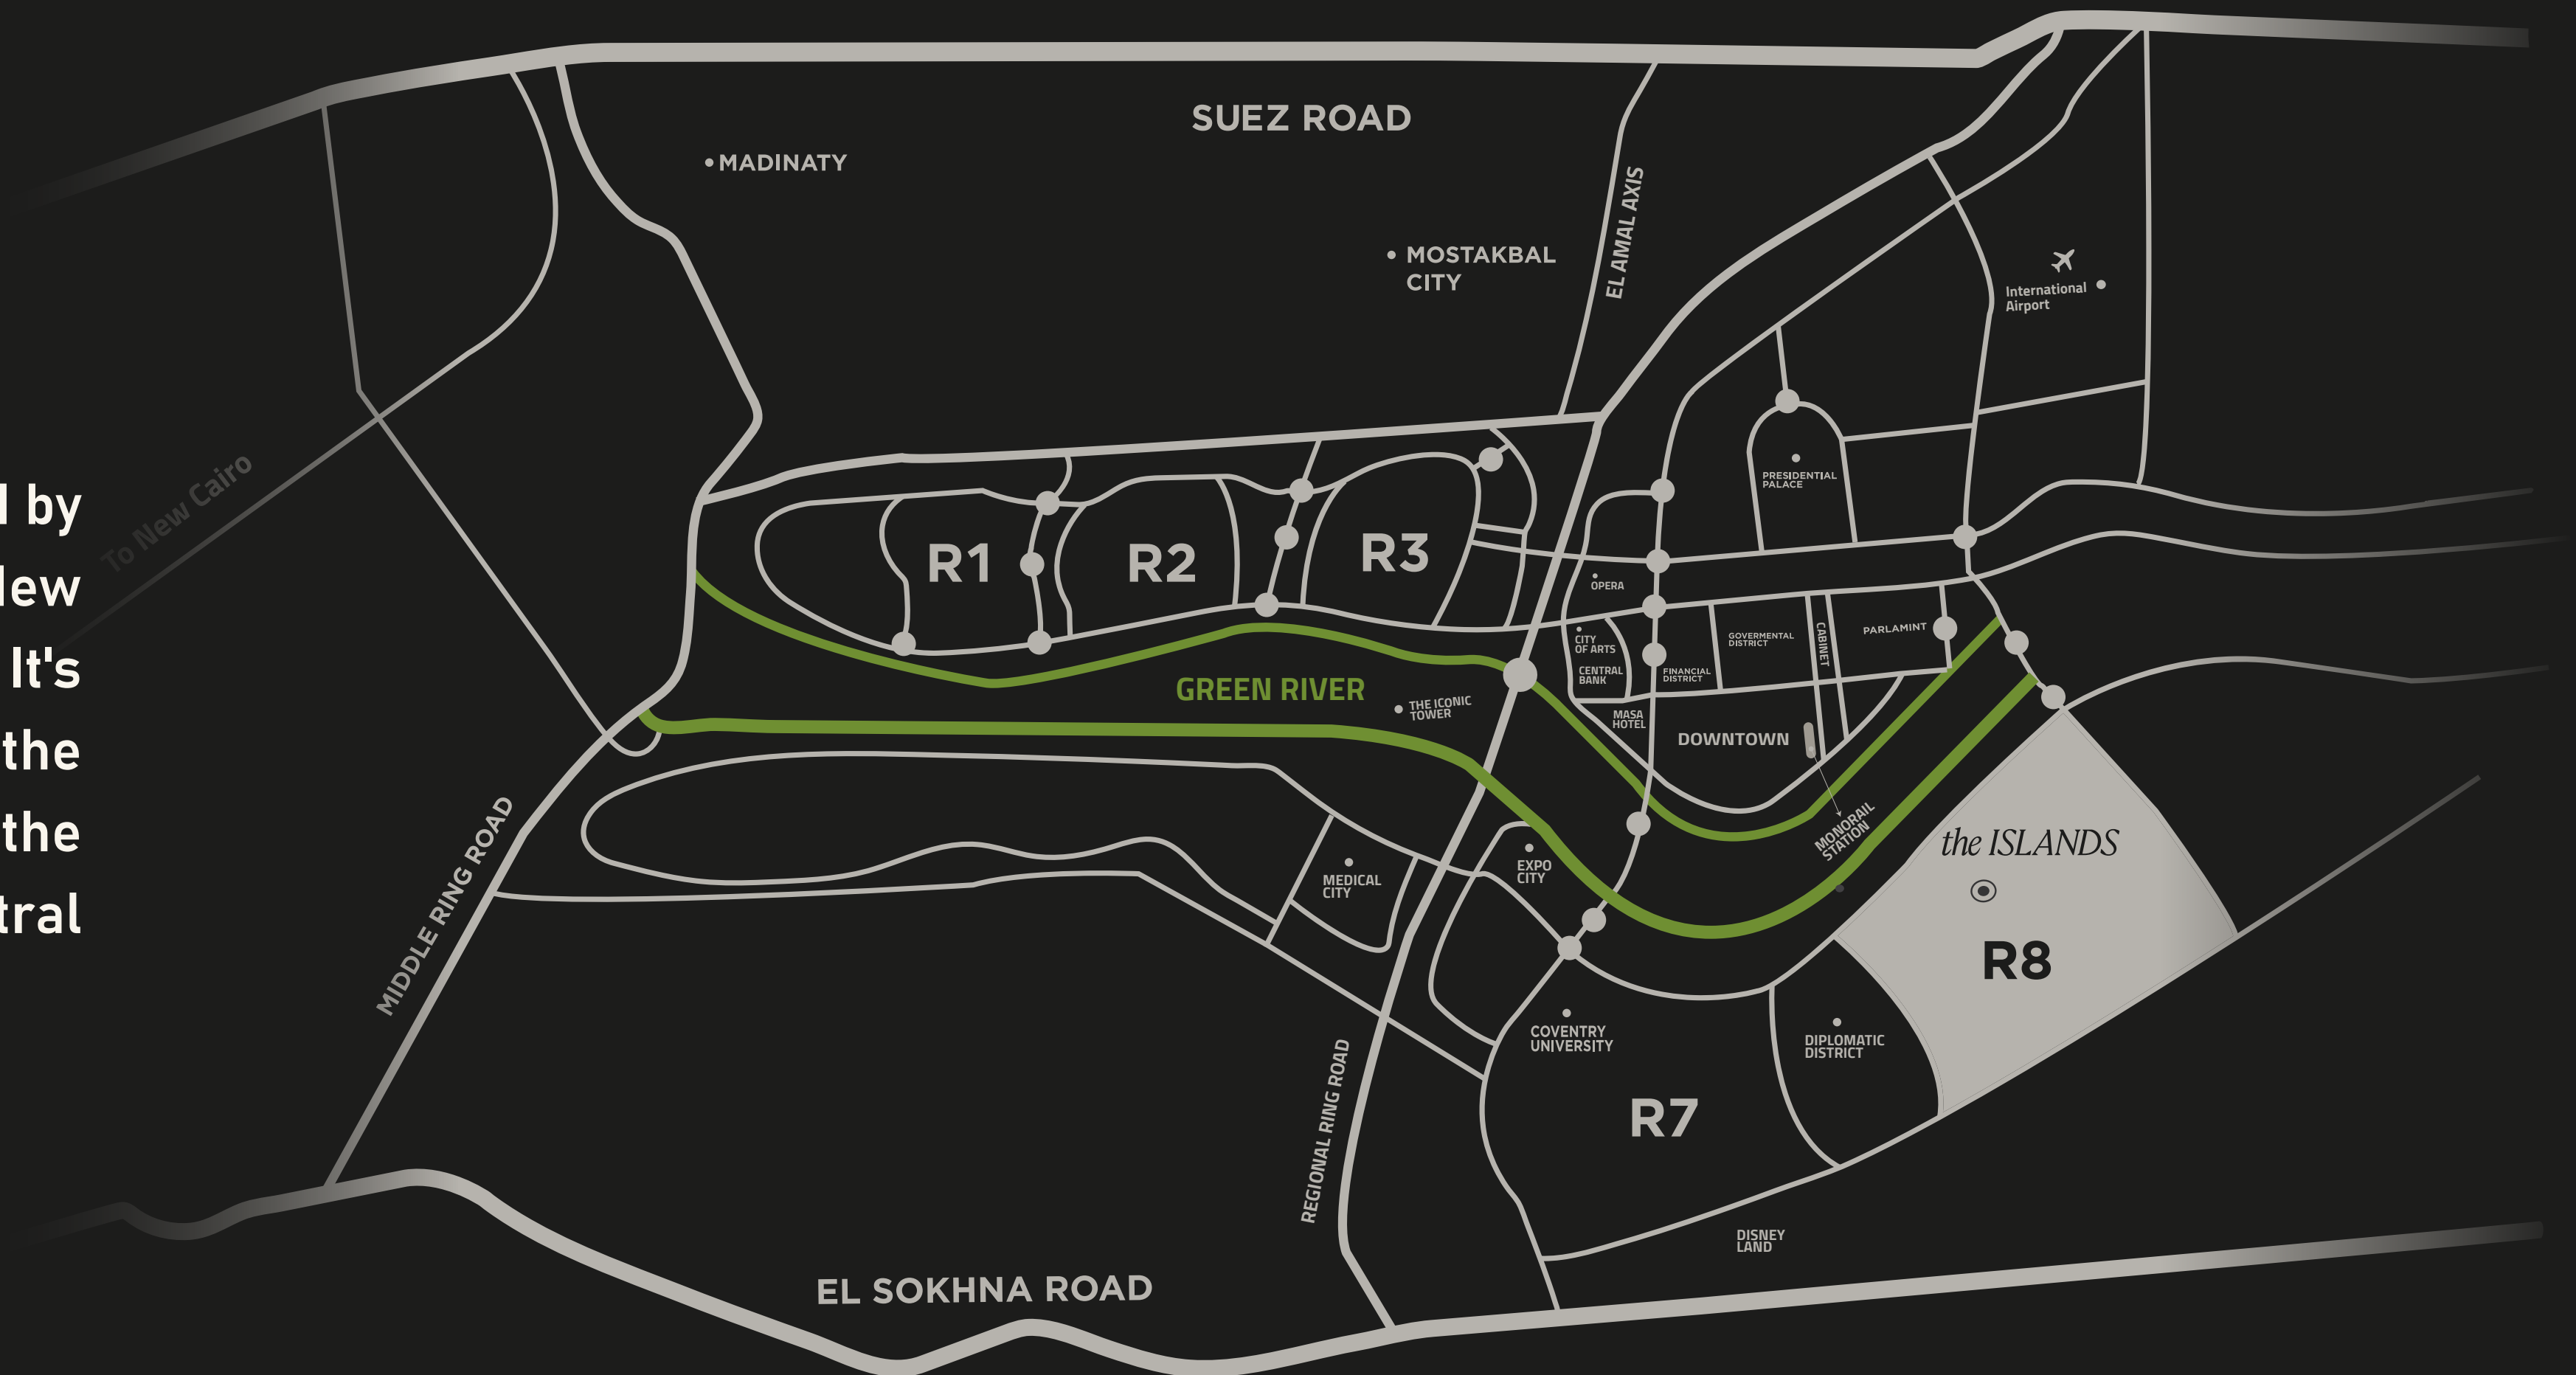 SUEZ ROAD
MADINATY
MOSTAKBAL
CITY
EL AMAL AXIS
International
Airport
To New Cairo
PRESIDENTIAL
PALACE
R1
R2
R3
OPERA
CITY
OF ARTS
CENTRAL
BANK
GOVERMENTAL
DISTRICT
CABINET
PARLAMINT
FINANCIAL
DISTRICT
GREEN RIVER
THE ICONIC
TOWER
MASA
HOTEL
DOWNTOWN
MONORAIL
STATION
by
It's
the
the
MIDDLE RING ROAD
MEDICAL
CITY
EXPO
CITY
the ISLANDS
R8
COVENTRY
UNIVERSITY
DIPLOMATIC
DISTRICT
R7
REGIONAL RING ROAD
DISNEY
LAND
EL SOKHNA ROAD